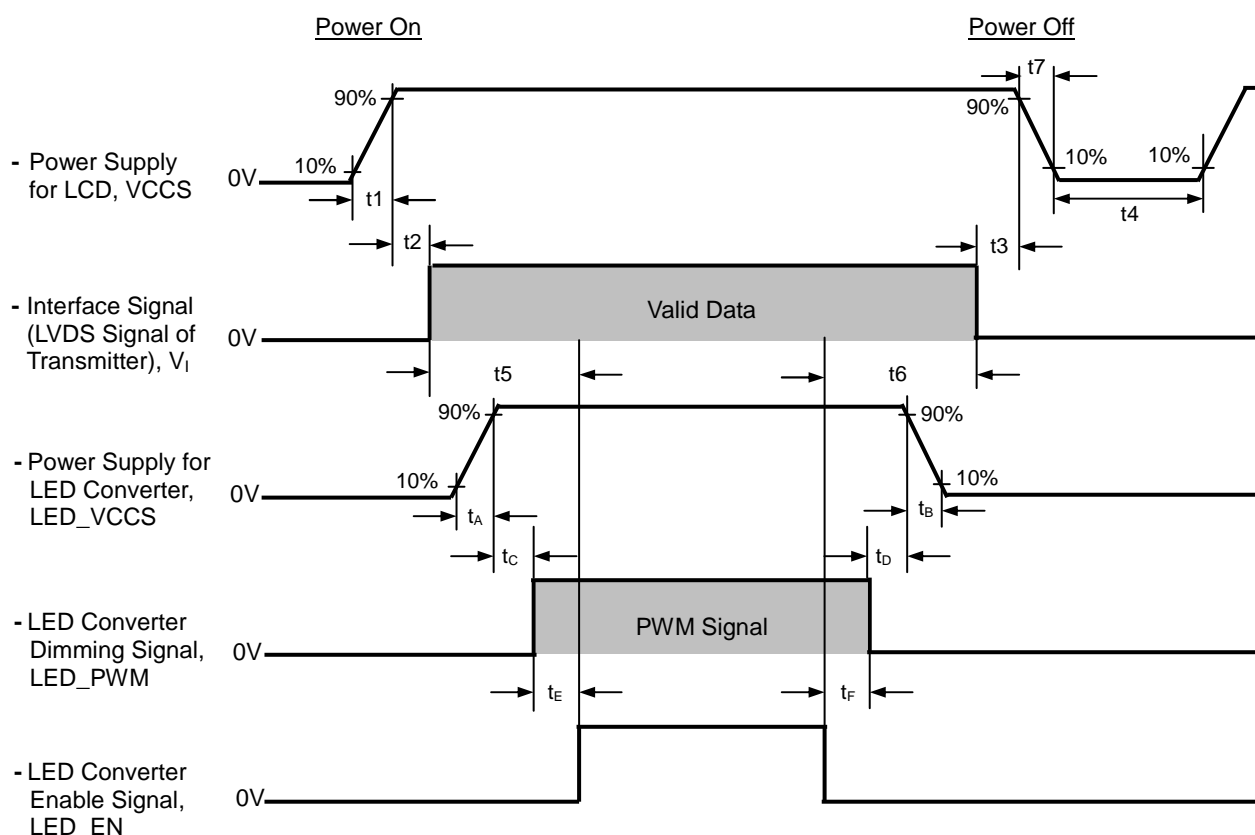 Power On
Power Off
t7
90%
90%
10%
10%
10%
- Power Supply
for LCD, VCCS
0V
t1
t4
t2
t3
- Interface Signal
(LVDS Signal of
Transmitter), VI
0V
Valid Data
t5
t6
90%
90%
- Power Supply for
LED Converter,
LED_VCCS
0V
10%
10%
tA
tB
tC
tD
- LED Converter
Dimming Signal,
LED_PWM
0V
PWM Signal
tE
tF
- LED Converter
Enable Signal,
LED_EN
0V